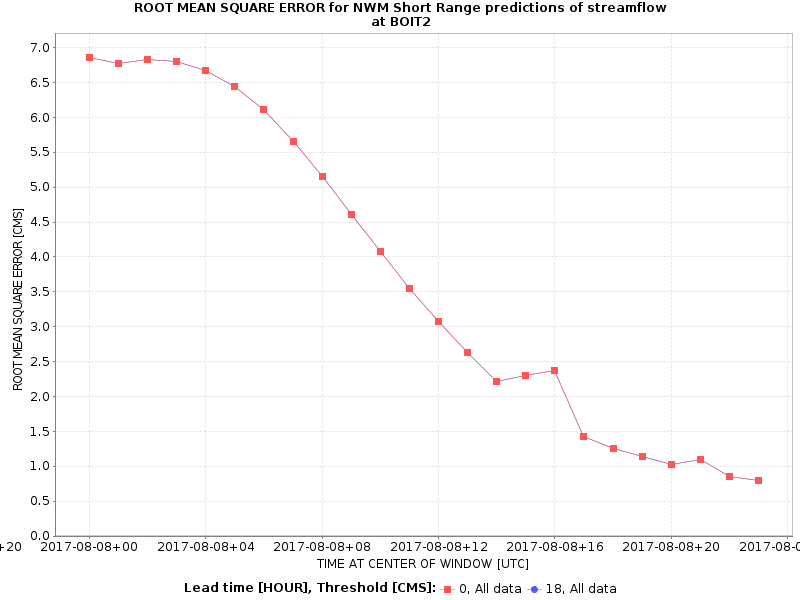 ROOT MEAN SQUARE ERROR for NWM Short Range predictions of streamflow
at BOIT2
ROOT MEAN SQUARE ERROR [CMS]
7.0
6.5
6.0
5.5
5.0
4.5
4.0
3.5
3.0
2.5
2.0
1.5
1.0
0.5
0.0
+20 2017-08-08+00 2017-08-08+04 2017-08-08+08 2017-08-08+12 2017-08-08+16 2017-08-08+20 2017-08-0
TIME AT CENTER OF WINDOW [UTC]
Lead time [HOUR], Threshold [CMS]: 0, All data 18, All data